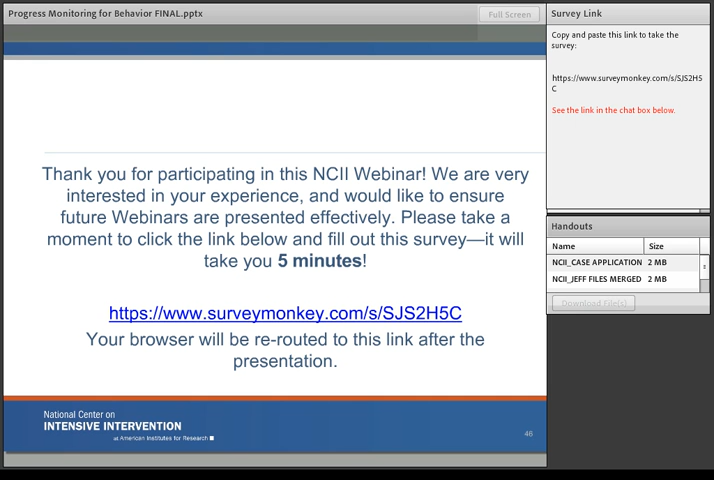 Progress Monitoring for Behavior FINAL.pptx
Full Screen
Thank you for participating in this NCII Webinar! We are very
interested in your experience, and would like to ensure
future Webinars are presented effectively. Please take a
moment to click the link below and fill out this survey—it will
take you 5 minutes!
https://www.surveymonkey.com/s/SJS2H5C
Your browser will be re-routed to this link after the
presentation.
National Center on
INTENSIVE INTERVENTION
at American Institutes for Research
46
Survey Link
Copy and paste this link to take the
survey:
https://www.surveymonkey.com/s/SJS2H5
C
See the link in the chat box below.
Handouts
Name Size
NCII_CASE APPLICATION 2 MB
NCII_JEFF FILES MERGED 2 MB
Download File(s)